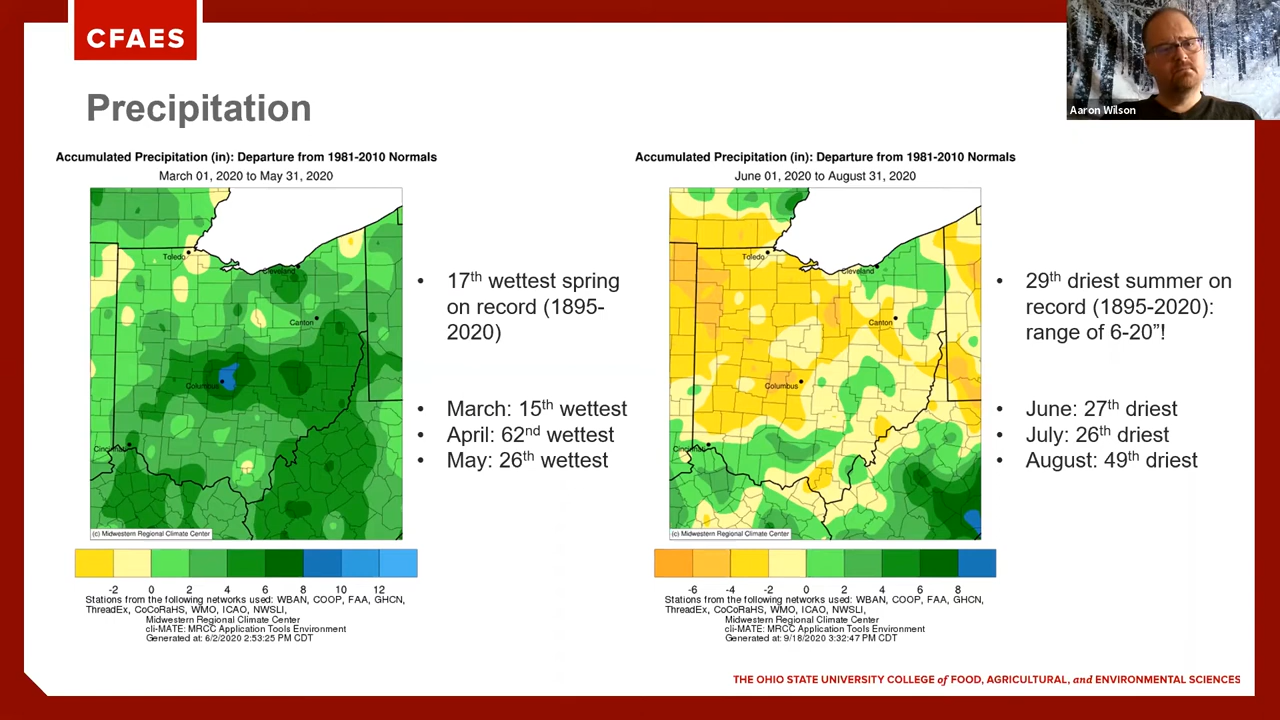 CFAES
Aaron Wilson
Precipitation
Accumulated Precipitation (in): Departure from 1981-2010 Normals
March 01, 2020 to May 31, 2020
Toledo
Cleveland
Canton
Columbus
Cincinnati
(c) Midwestern Regional Climate Center
-2 0 2 4 6 8 10 12
Stations from the following networks used: WBAN, COOP, FAA, GHCN,
ThreadEx, CoCoRaHS, WMO, ICAO, NWSLI,
Midwestern Regional Climate Center
cli-MATE: MRCC Application Tools Environment
Generated at: 6/2/2020 2:53:25 PM CDT
• 17th wettest spring
on record (1895-
2020)
• March: 15th wettest
• April: 62nd wettest
• May: 26th wettest
Accumulated Precipitation (in): Departure from 1981-2010 Normals
June 01, 2020 to August 31, 2020
Toledo
Cleveland
Canton
Columbus
Cincinnati
(c) Midwestern Regional Climate Center
-6 -4 -2 0 2 4 6 8
Stations from the following networks used: WBAN, COOP, FAA, GHCN,
ThreadEx, CoCoRaHS, WMO, ICAO, NWSLI,
Midwestern Regional Climate Center
cli-MATE: MRCC Application Tools Environment
Generated at: 9/18/2020 3:32:47 PM CDT
• 29th driest summer on
record (1895-2020):
range of 6-20”!
• June: 27th driest
• July: 26th driest
• August: 49th driest
THE OHIO STATE UNIVERSITY COLLEGE of FOOD, AGRICULTURAL, and ENVIRONMENTAL SCIENCES